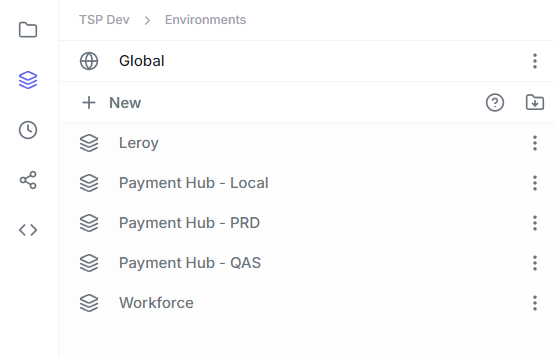 TSP Dev > Environments
Global
New
Leroy
Payment Hub - Local
Payment Hub - PRD
Payment Hub - QAS
Workforce